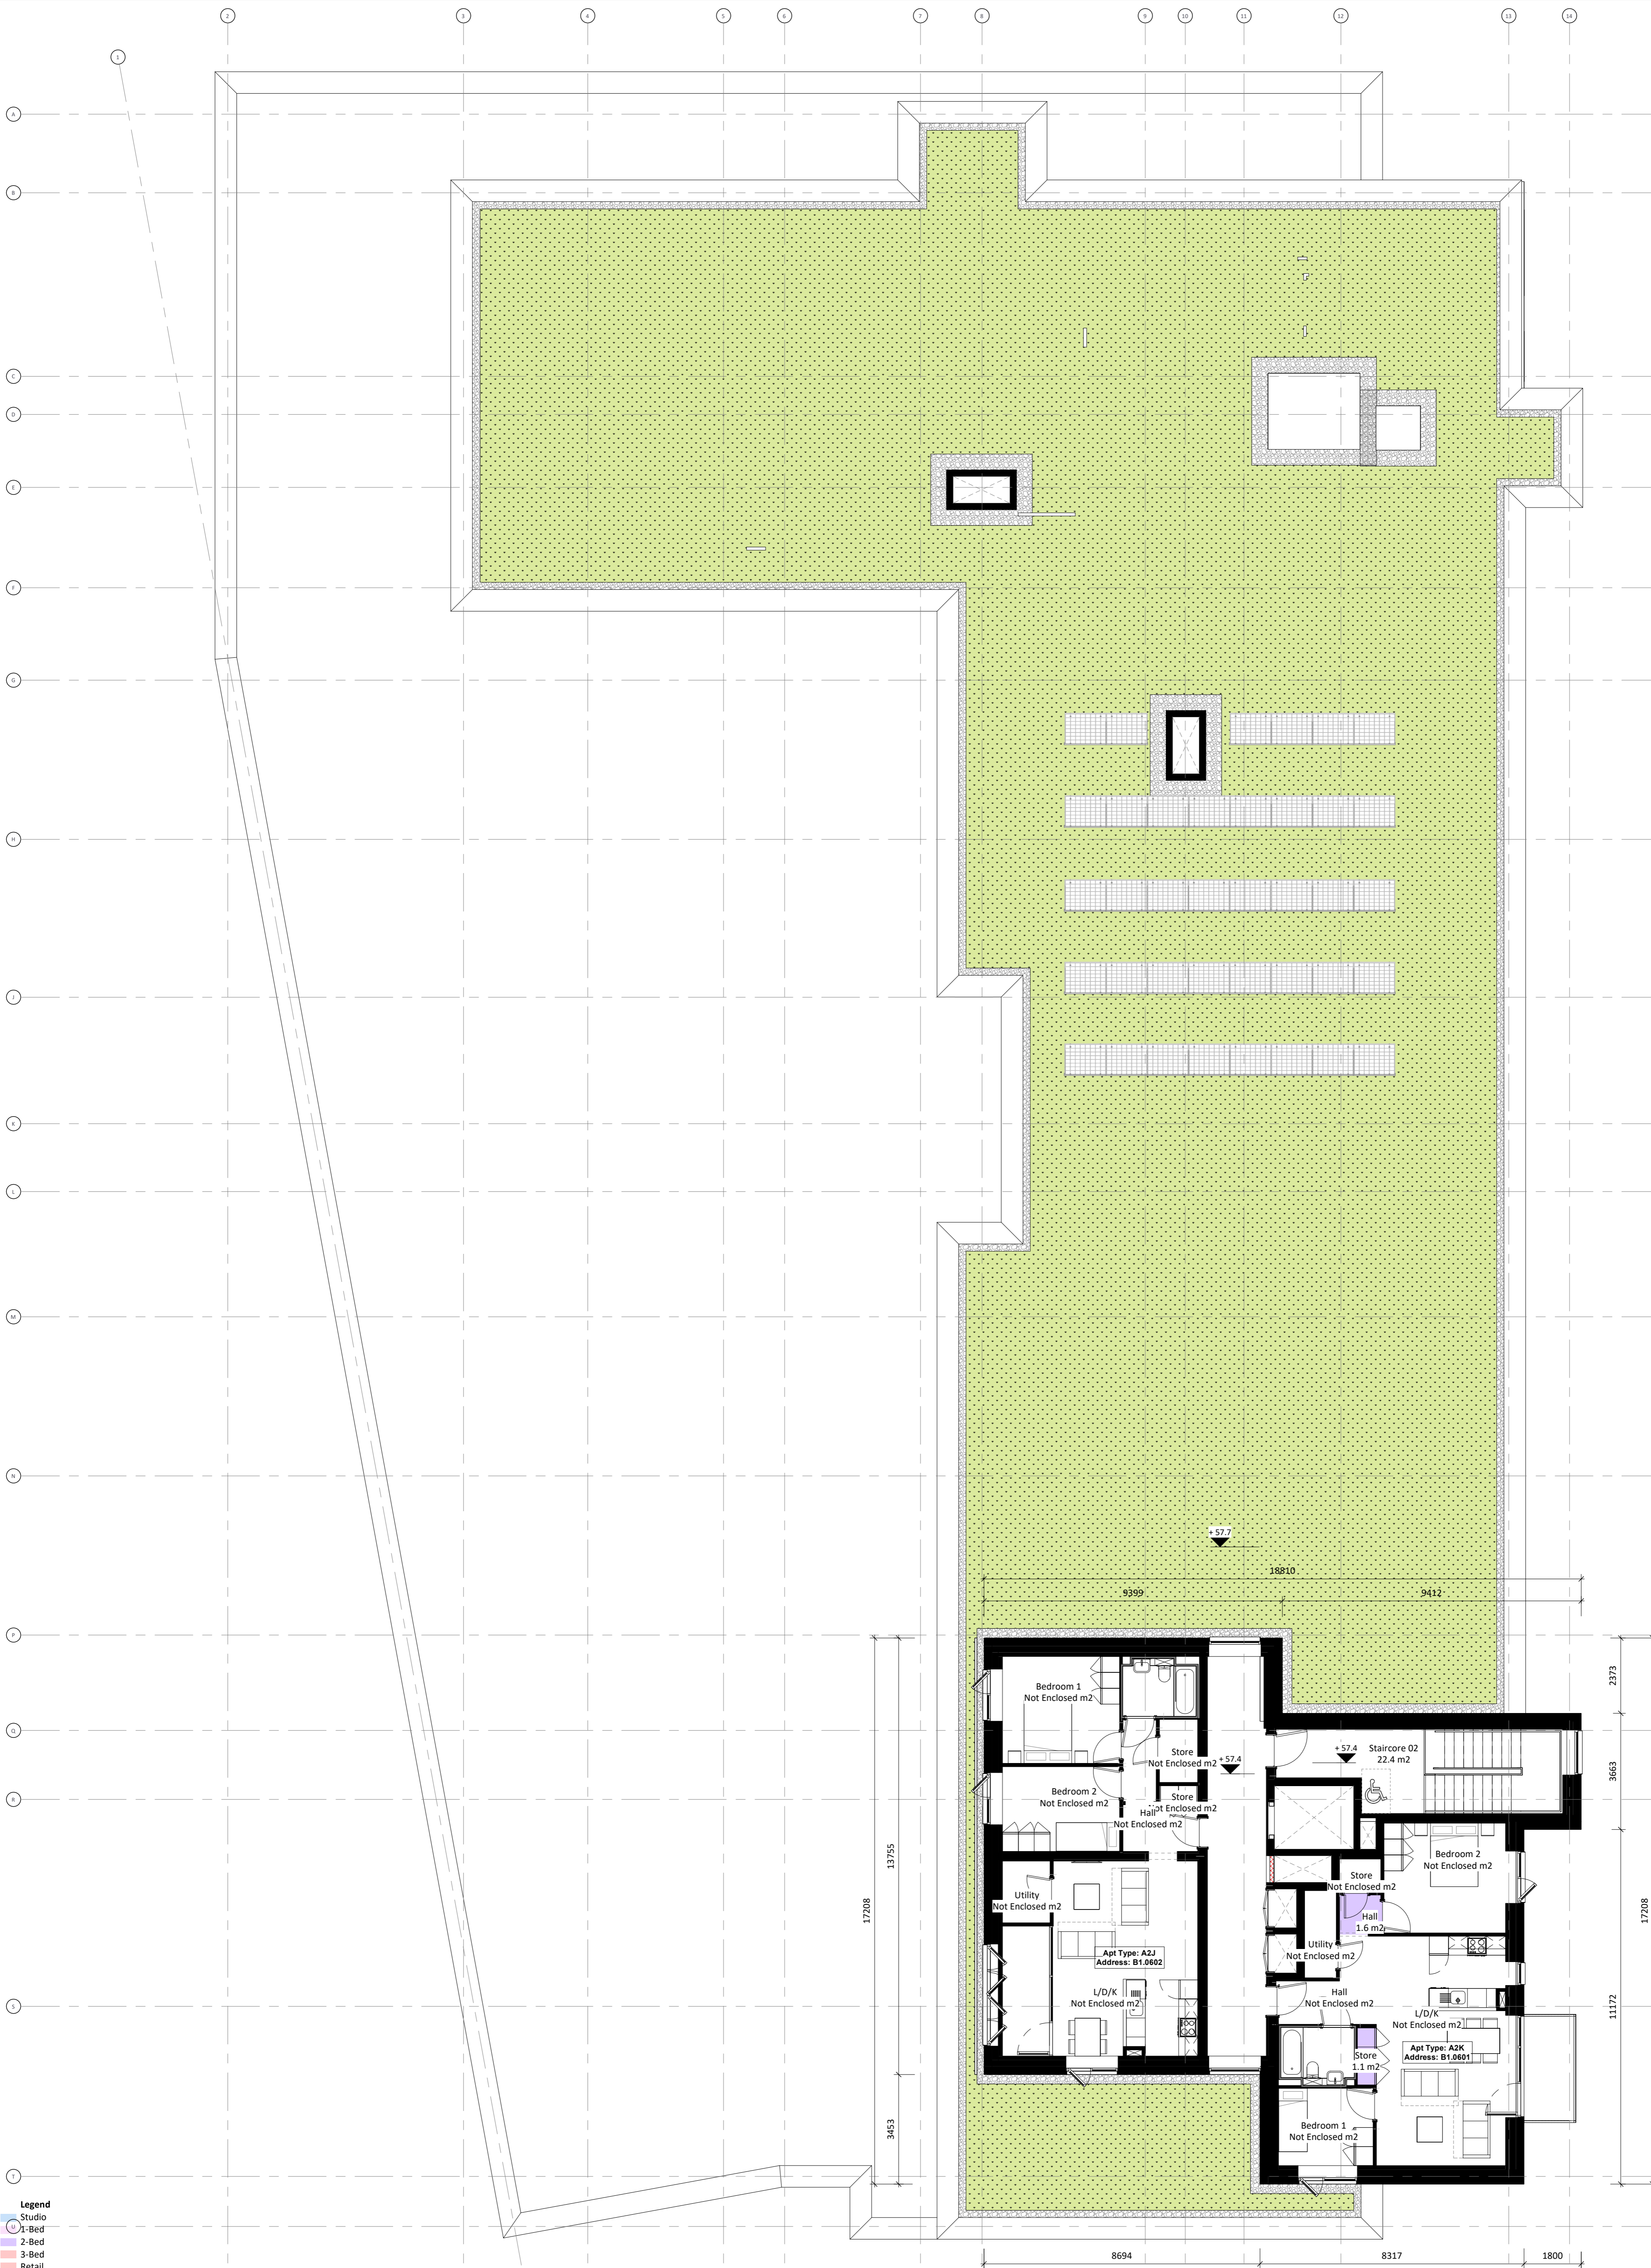 2
3
4
5
6
7
8
9
10
11
12
13
14
1
A
B
C
D
E
F
G
H
J
K
L
M
N
+ 57.7
18810
9399
9412
P
2373
Bedroom 1
Not Enclosed m2
Q
Store
Not Enclosed m2
+ 57.4
+ 57.4
Staircore 02
22.4 m2
3663
R
Bedroom 2
Not Enclosed m2
Store
Not Enclosed m2
Hall
Not Enclosed m2
13755
17208
Bedroom 2
Not Enclosed m2
Store
Not Enclosed m2
Utility
Not Enclosed m2
Hall
1.6 m2
17208
Utility
Not Enclosed m2
Apt Type: A2J
Address: B1.0602
L/D/K
Not Enclosed m2
Hall
Not Enclosed m2
S
L/D/K
Not Enclosed m2
11172
Apt Type: A2K
Address: B1.0601
Store
1.1 m2
3453
Bedroom 1
Not Enclosed m2
T
Legend
Studio
U
1-Bed
2-Bed
3-Bed
Retail
8694
8317
1800